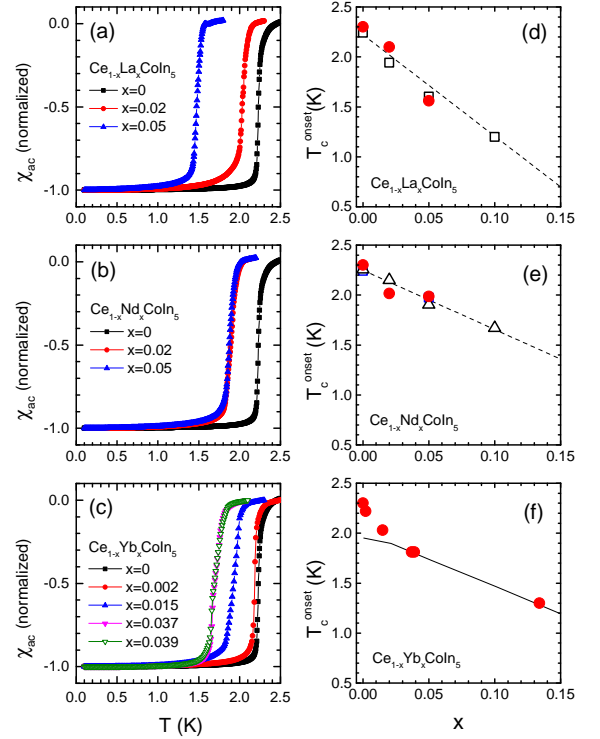 (a)
Ce1-xLaxCoIn5
x=0
x=0.02
x=0.05
χac (normalized)
0.0
-0.5
-1.0
0.0 0.5 1.0 1.5 2.0 2.5
(d)
Tc onset (K)
2.5
2.0
1.5
1.0
0.5
Ce1-xLaxCoIn5
0.00 0.05 0.10 0.15
(b)
Ce1-xNdxCoIn5
x=0
x=0.02
x=0.05
χac (normalized)
0.0
-0.5
-1.0
0.0 0.5 1.0 1.5 2.0 2.5
(e)
Tc onset (K)
2.5
2.0
1.5
1.0
0.5
Ce1-xNdxCoIn5
0.00 0.05 0.10 0.15
(c)
Ce1-xYbxCoIn5
x=0
x=0.002
x=0.015
x=0.037
x=0.039
χac (normalized)
0.0
-0.5
-1.0
0.0 0.5 1.0 1.5 2.0 2.5
T (K)
(f)
Tc onset (K)
2.5
2.0
1.5
1.0
0.5
Ce1-xYbxCoIn5
0.00 0.05 0.10 0.15
x